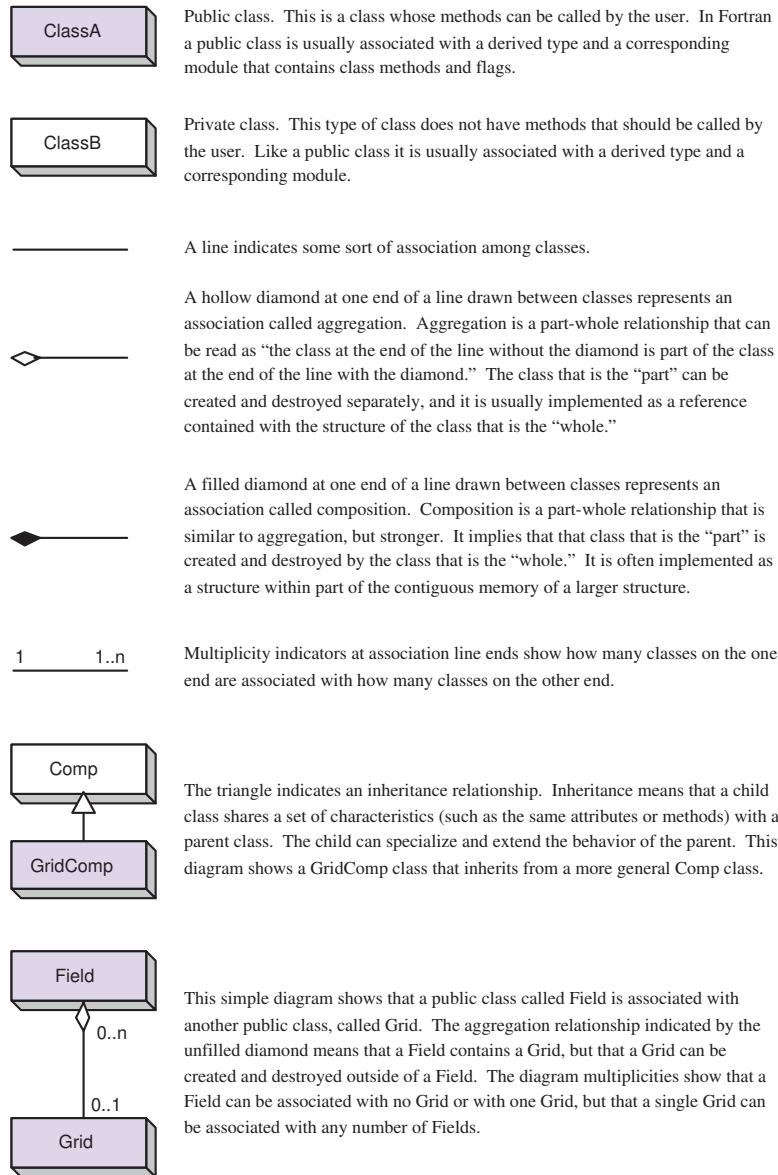 ClassA
Public class. This is a class whose methods can be called by the user. In Fortran
a public class is usually associated with a derived type and a corresponding
module that contains class methods and flags.
ClassB
Private class. This type of class does not have methods that should be called by
the user. Like a public class it is usually associated with a derived type and a
corresponding module.
A line indicates some sort of association among classes.
A hollow diamond at one end of a line drawn between classes represents an
association called aggregation. Aggregation is a part-whole relationship that can
be read as “the class at the end of the line without the diamond is part of the class
at the end of the line with the diamond.” The class that is the “part” can be
created and destroyed separately, and it is usually implemented as a reference
contained with the structure of the class that is the “whole.”
A filled diamond at one end of a line drawn between classes represents an
association called composition. Composition is a part-whole relationship that is
similar to aggregation, but stronger. It implies that that class that is the “part” is
created and destroyed by the class that is the “whole.” It is often implemented as
a structure within part of the contiguous memory of a larger structure.
1 1..n
Multiplicity indicators at association line ends show how many classes on the one
end are associated with how many classes on the other end.
Comp
GridComp
The triangle indicates an inheritance relationship. Inheritance means that a child
class shares a set of characteristics (such as the same attributes or methods) with a
parent class. The child can specialize and extend the behavior of the parent. This
diagram shows a GridComp class that inherits from a more general Comp class.
Field
0..n
0..1
Grid
This simple diagram shows that a public class called Field is associated with
another public class, called Grid. The aggregation relationship indicated by the
unfilled diamond means that a Field contains a Grid, but that a Grid can be
created and destroyed outside of a Field. The diagram multiplicities show that a
Field can be associated with no Grid or with one Grid, but that a single Grid can
be associated with any number of Fields.